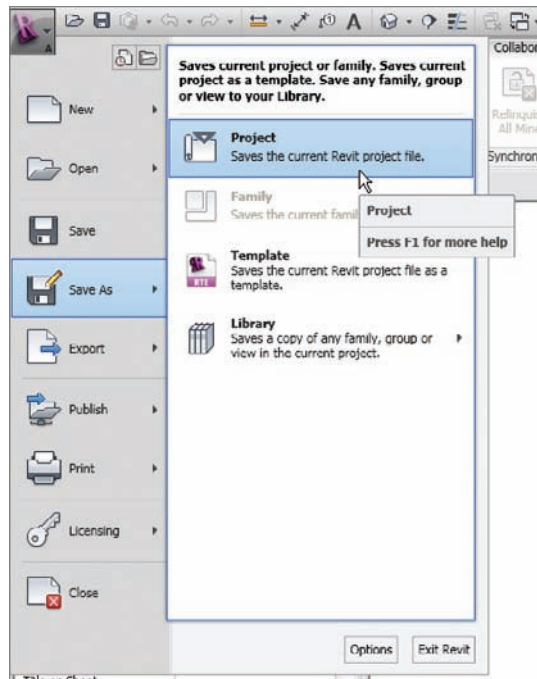 R
A
A
Collabor
Saves current project or family. Saves current
project as a template. Save any family, group
or view to your Library.
New
Open
Save
Save As
Export
Publish
Print
Licensing
Close
Project
Saves the current Revit project file.
Family
Saves the current famil
Project
Press F1 for more help
R
RTE
Template
Saves the current Revit project file as a
template.
Library
Saves a copy of any family, group or
view in the current project.
Relinquis
All Mine
Synchron
Options
Exit Revit